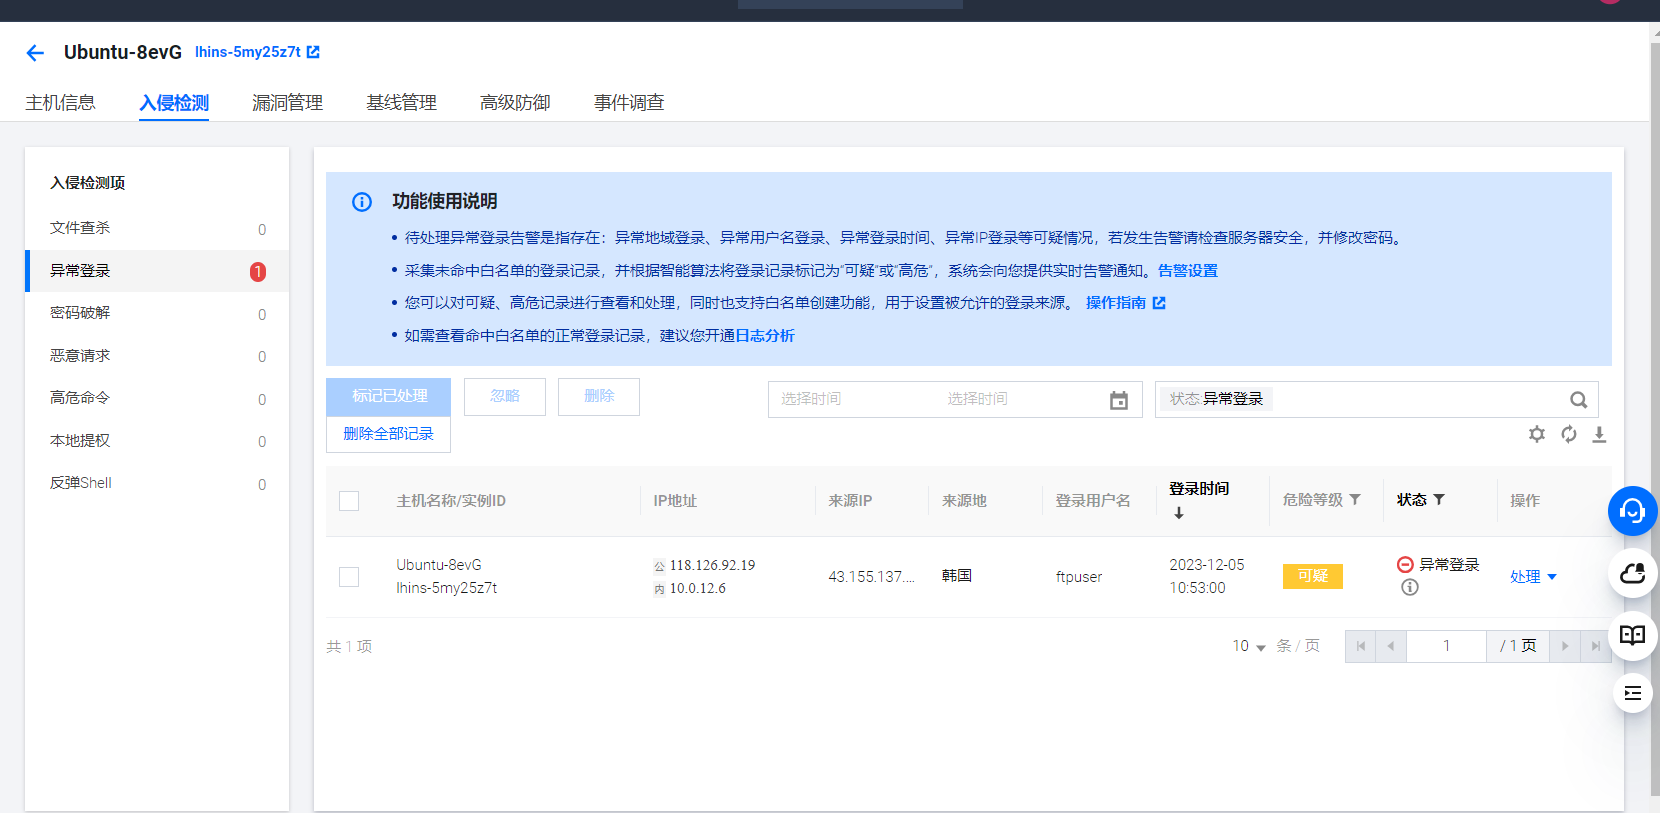 Ubuntu-8evG lhins-5my25z7t
主机信息 入侵检测 漏洞管理 基线管理 高级防御 事件调查
入侵检测项
文件查杀 0
异常登录 1
密码破解 0
恶意请求 0
高危命令 0
本地提权 0
反弹Shell 0
功能使用说明
• 待处理异常登录告警是指存在：异常地域登录、异常用户名登录、异常登录时间、异常IP登录等可疑情况，若发生告警请检查服务器安全，并修改密码。
• 采集未命中白名单的登录记录，并根据智能算法将登录记录标记为“可疑”或“高危”，系统会向您提供实时告警通知。告警设置
• 您可以对可疑、高危记录进行查看和处理，同时也支持白名单创建功能，用于设置被允许的登录来源。 操作指南
• 如需查看命中白名单的正常登录记录，建议您开通日志分析
标记已处理 忽略 删除 选择时间 选择时间 状态:异常登录
删除全部记录
主机名称/实例ID IP地址 来源IP 来源地 登录用户名 登录时间 危险等级 状态 操作
Ubuntu-8evG 公 118.126.92.19 43.155.137.... 韩国 ftpuser 2023-12-05 可疑 异常登录 处理
lhins-5my25z7t 内 10.0.12.6 10:53:00
共 1 项 10 条 / 页 1 / 1 页